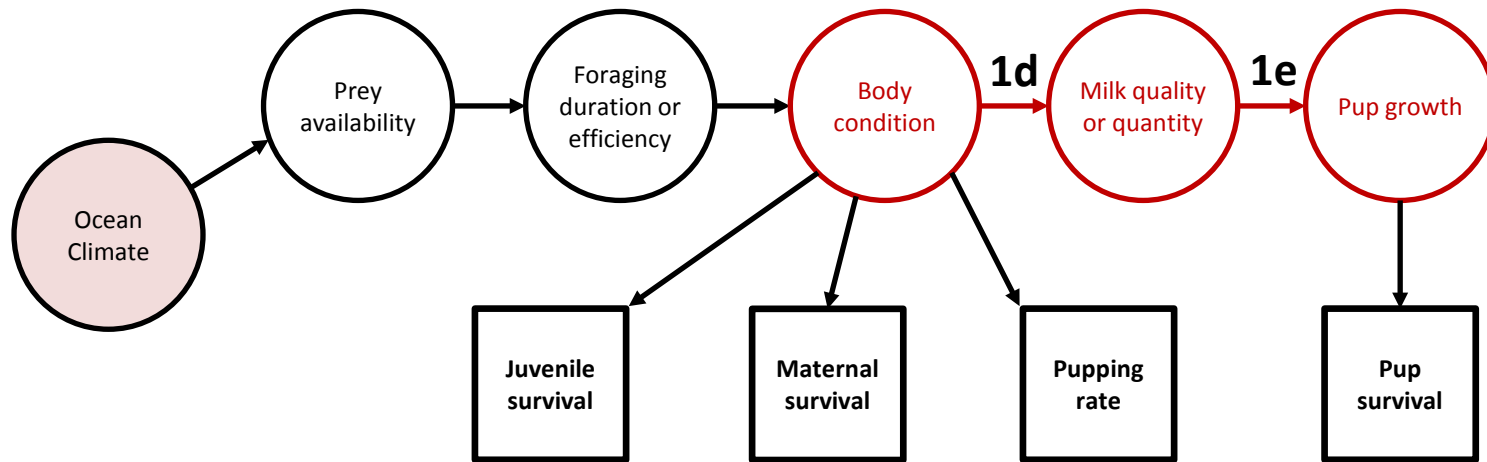 Ocean
Climate
Prey
availability
Foraging
duration or
efficiency
Body
condition
1d
Milk quality
or quantity
1e
Pup growth
Juvenile
survival
Maternal
survival
Pupping
rate
Pup
survival